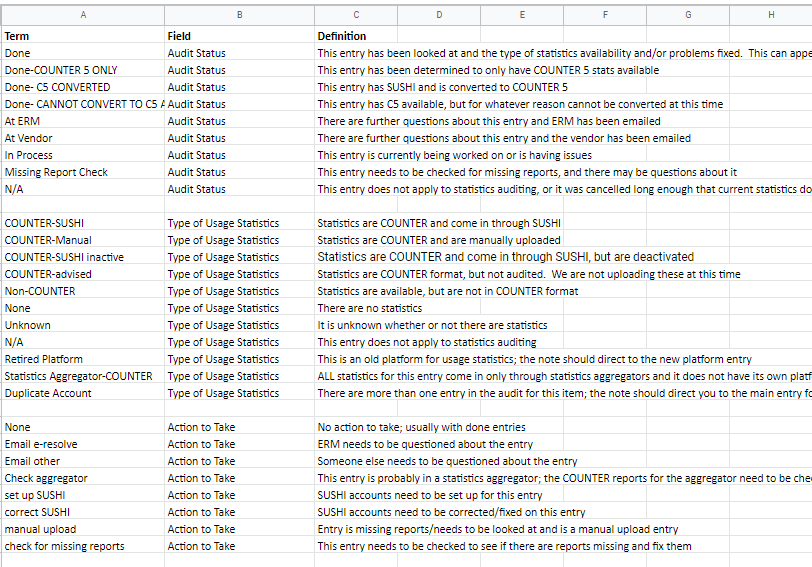 A B C D E F G H
Term Field Definition
Done Audit Status This entry has been looked at and the type of statistics availability and/or problems fixed. This can
Done-COUNTER 5 ONLY Audit Status This entry has been determined to only have COUNTER 5 stats available
Done- C5 CONVERTED Audit Status This entry has SUSHI and is converted to COUNTER 5
Done- CANNOT CONVERT TO C5 Audit Status This entry has C5 available, but for whatever reason cannot be converted at this time
At ERM Audit Status There are further questions about this entry and ERM has been emailed
At Vendor Audit Status There are further questions about this entry and the vendor has been emailed
In Process Audit Status This entry is currently being worked on or is having issues
Missing Report Check Audit Status This entry needs to be checked for missing reports, and there may be questions about it
N/A Audit Status This entry does not apply to statistics auditing, or it was cancelled long enough that current statistics do
COUNTER-SUSHI Type of Usage Statistics Statistics are COUNTER and come in through SUSHI
COUNTER-Manual Type of Usage Statistics Statistics are COUNTER and are manually uploaded
COUNTER-SUSHI inactive Type of Usage Statistics Statistics are COUNTER and come in through SUSHI, but are deactivated
COUNTER-advised Type of Usage Statistics Statistics are COUNTER format, but not audited. We are not uploading these at this time
Non-COUNTER Type of Usage Statistics Statistics are available, but are not in COUNTER format
None Type of Usage Statistics There are no statistics
Unknown Type of Usage Statistics It is unknown whether or not there are statistics
N/A Type of Usage Statistics This entry does not apply to statistics auditing
Retired Platform Type of Usage Statistics This is an old platform for usage statistics; the note should direct to the new platform entry
Statistics Aggregator-COUNTER Type of Usage Statistics ALL statistics for this entry come in only through statistics aggregators and it does not have its own
Duplicate Account Type of Usage Statistics There are more than one entry in the audit for this item; the note should direct you to the main entry
None Action to Take No action to take; usually with done entries
Email e-resolve Action to Take ERM needs to be questioned about the entry
Email other Action to Take Someone else needs to be questioned about the entry
Check aggregator Action to Take This entry is probably in a statistics aggregator; the COUNTER reports for the aggregator need to be
set up SUSHI Action to Take SUSHI accounts need to be set up for this entry
correct SUSHI Action to Take SUSHI accounts need to be corrected/fixed on this entry
manual upload Action to Take Entry is missing reports/needs to be looked at and is a manual upload entry
check for missing reports Action to Take This entry needs to be checked to see if there are reports missing and fix them